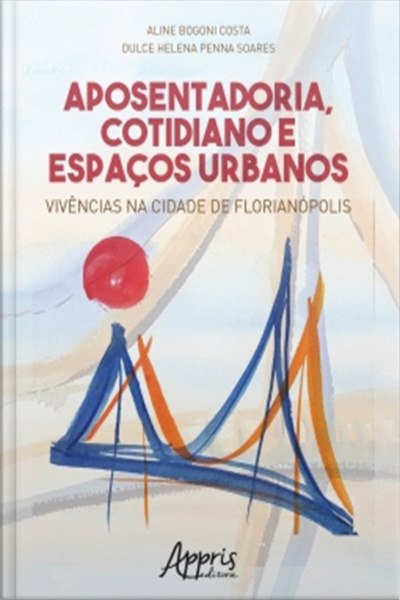 ALINE BOGONI COSTA
DULCE HELENA PENNA SOARES
APOSENTADORIA,
COTIDIANO E
ESPAÇOS URBANOS
VIVÊNCIAS NA CIDADE DE FLORIANÓPOLIS
Appris
editora